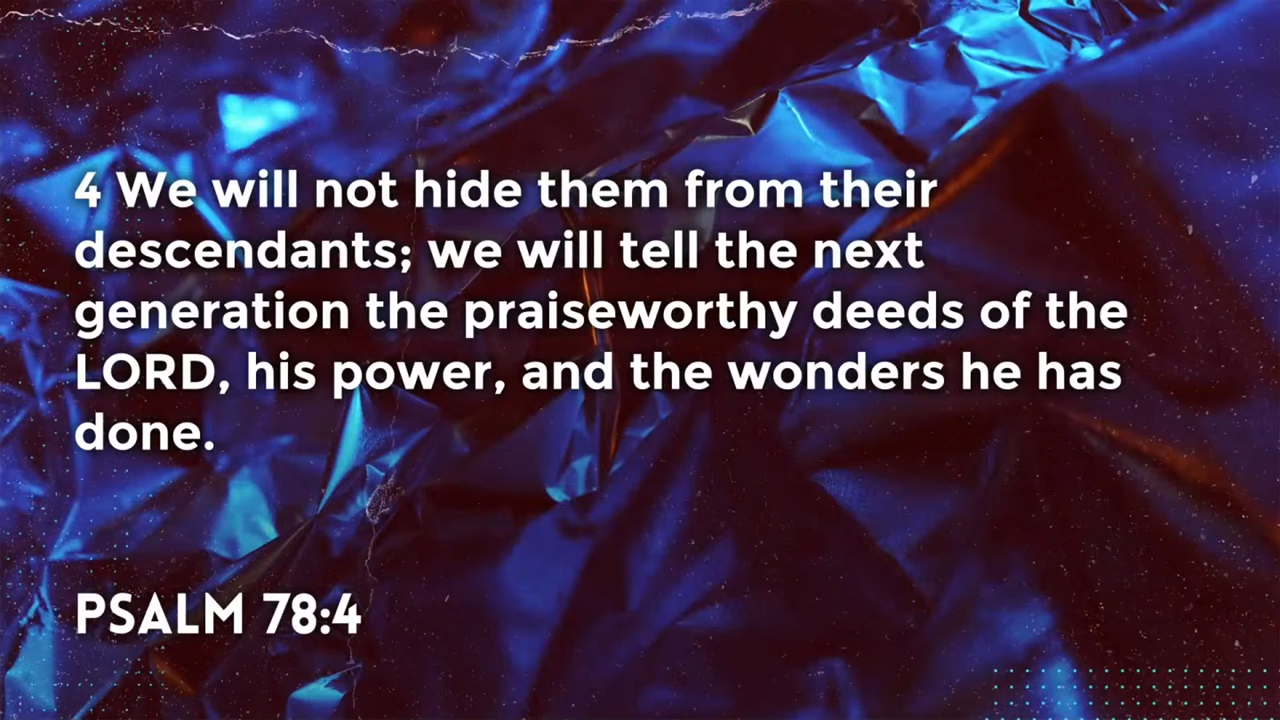 4 We will not hide them from their
descendants; we will tell the next
generation the praiseworthy deeds of the
LORD, his power, and the wonders he has
done.
PSALM 78:4